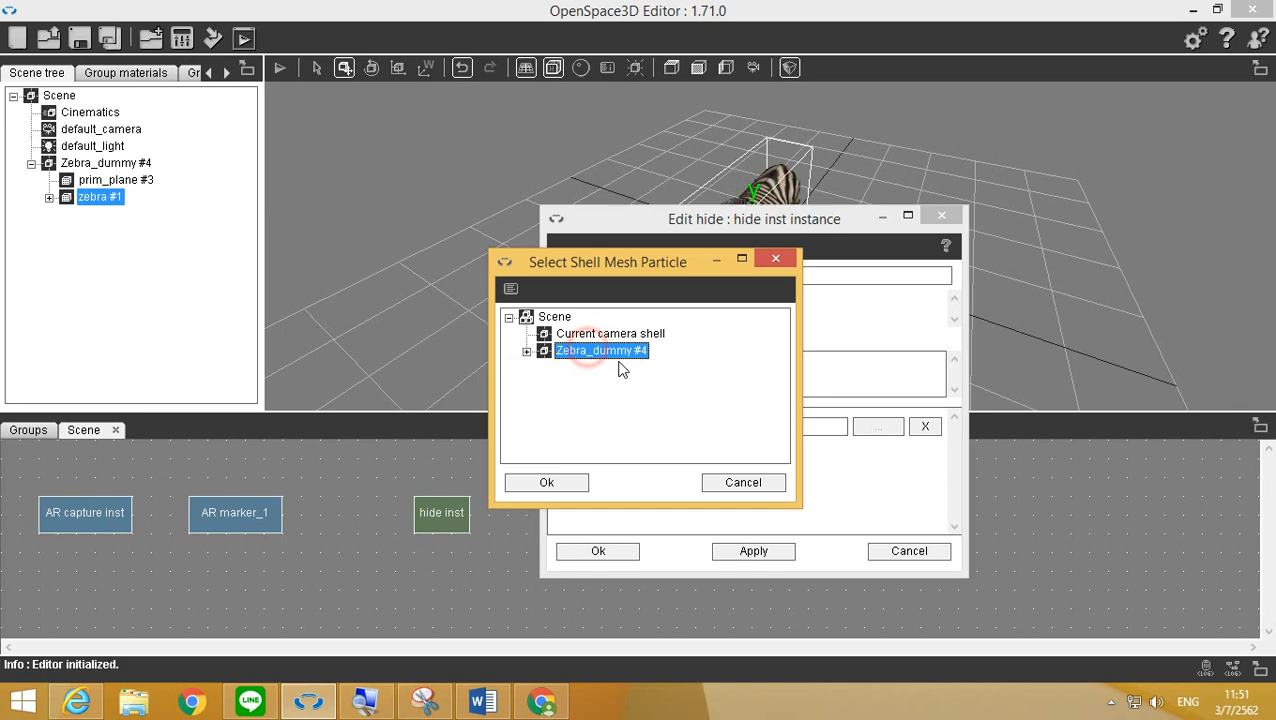 OpenSpace3D Editor : 1.71.0
Scene tree
Group materials
Gr
Scene
Cinematics
default_camera
default_light
Zebra_dummy #4
prim_plane #3
zebra #1
W
y
Edit hide : hide inst instance
?
Select Shell Mesh Particle
Scene
Current camera shell
Zebra_dummy #4
Ok
Cancel
...
X
Ok
Apply
Cancel
Groups
Scene
AR capture inst
AR marker_1
hide inst
Info : Editor initialized.
LOG
LOG
LINE
ENG
11:51
3/7/2562